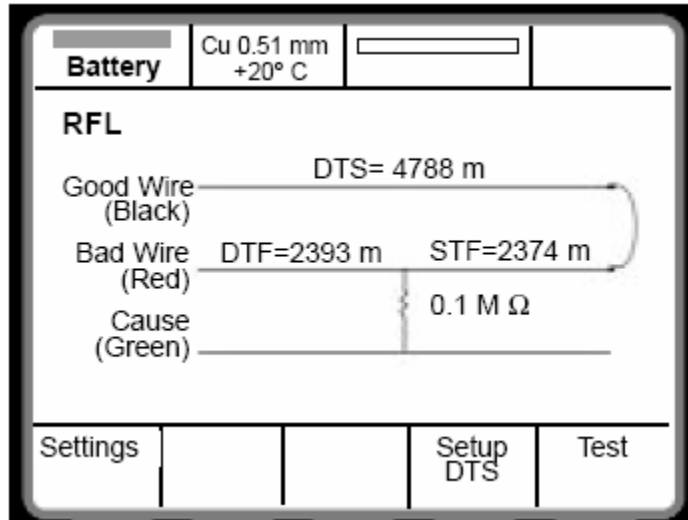 Battery
Cu 0.51 mm
+20° C
RFL
DTS= 4788 m
Good Wire
(Black)
Bad Wire
(Red)
DTF=2393 m
STF=2374 m
0.1 M Ω
Cause
(Green)
Settings
Setup
DTS
Test